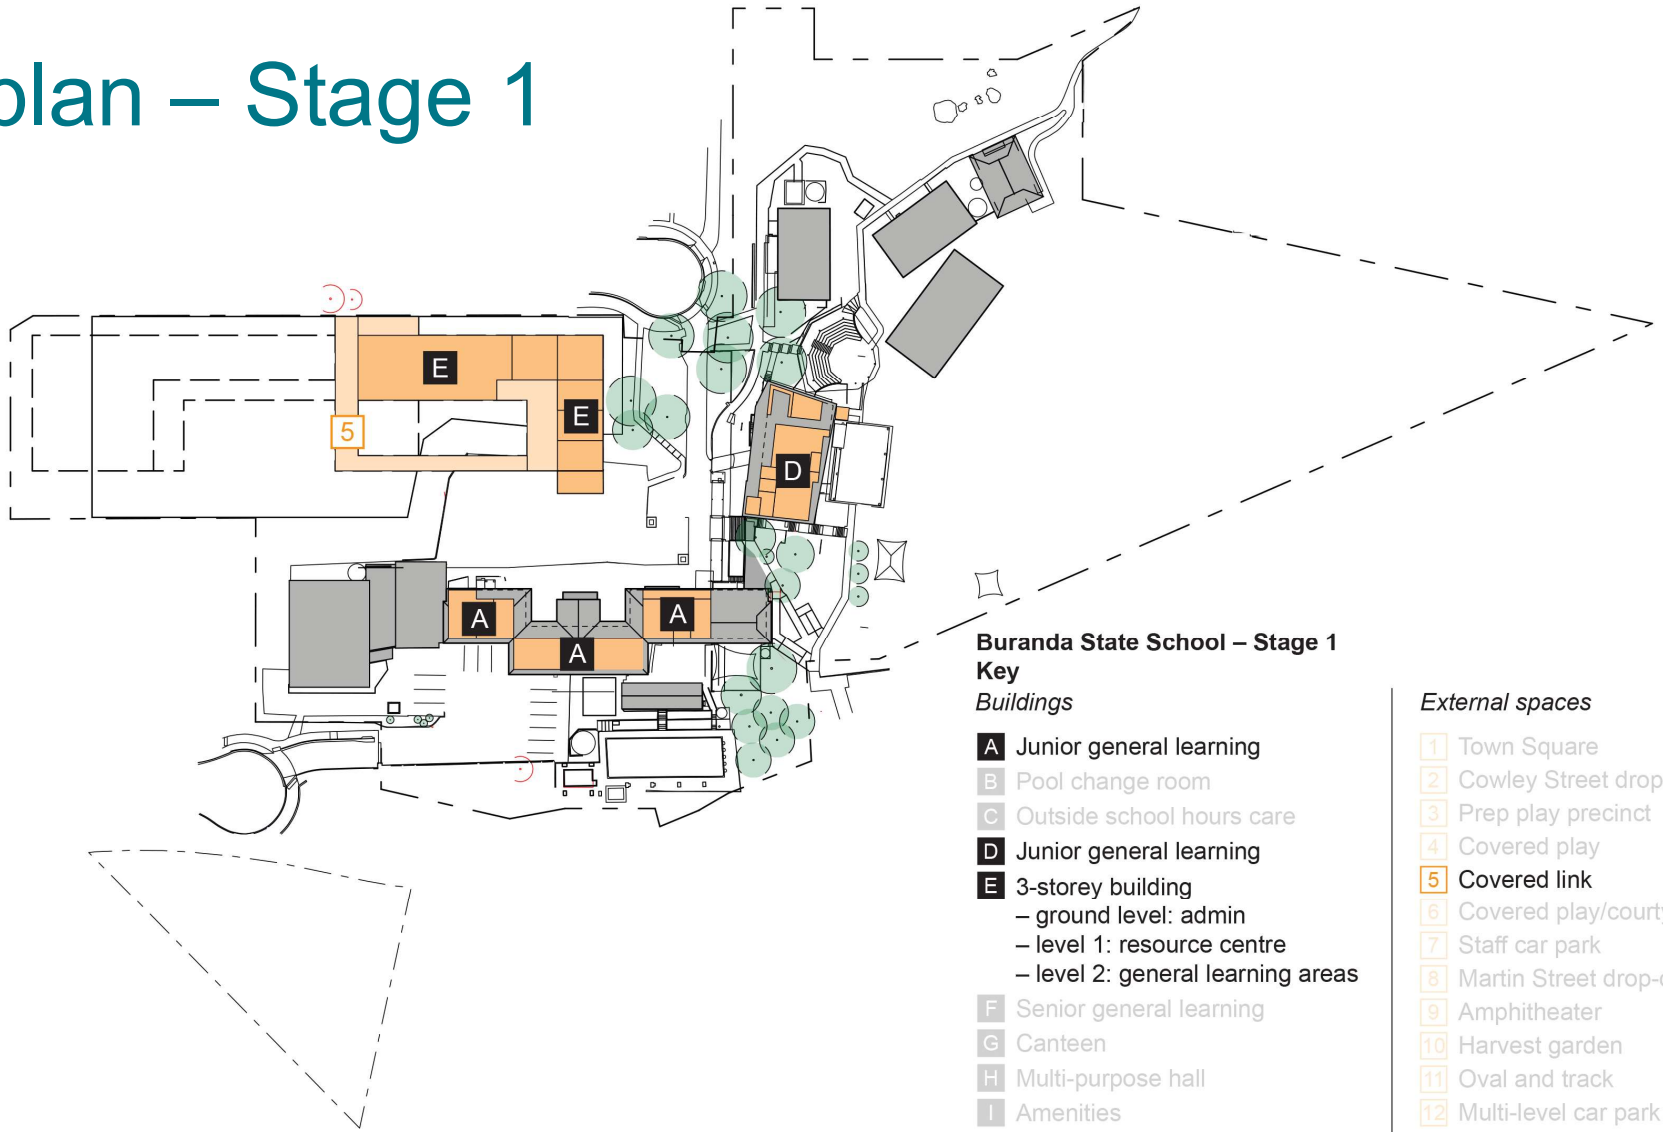 plan – Stage 1
E
E
5
D
A
A
A
Buranda State School – Stage 1
Key
Buildings
A Junior general learning
B Pool change room
C Outside school hours care
D Junior general learning
E 3-storey building
– ground level: admin
– level 1: resource centre
– level 2: general learning areas
F Senior general learning
G Canteen
H Multi-purpose hall
I Amenities
External spaces
1 Town Square
2 Cowley Street drop
3 Prep play precinct
4 Covered play
5 Covered link
6 Covered play/court
7 Staff car park
8 Martin Street drop-
9 Amphitheater
10 Harvest garden
11 Oval and track
12 Multi-level car park